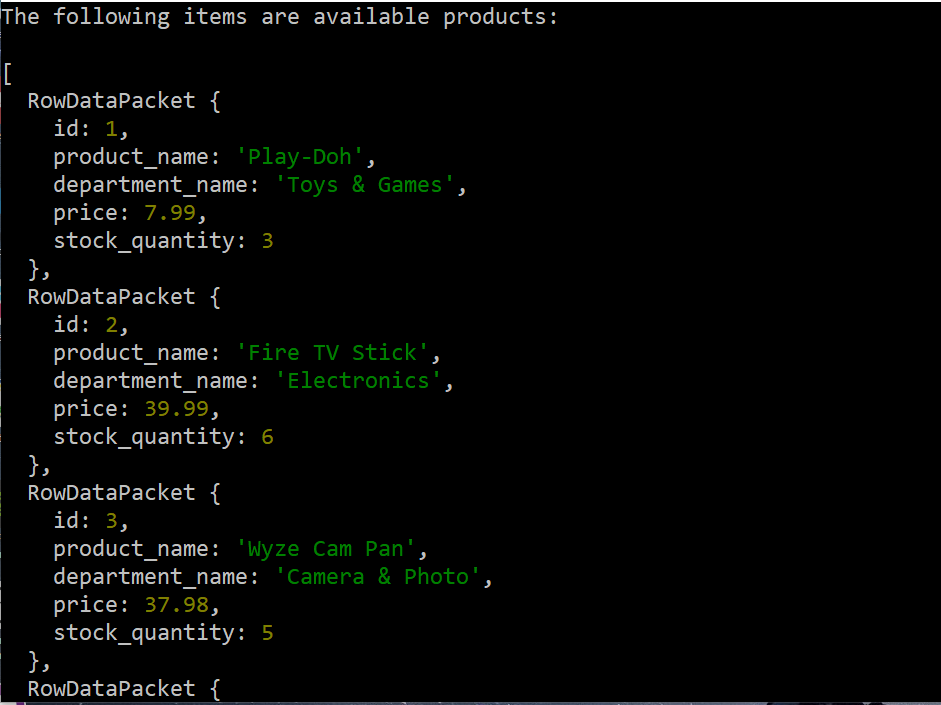 The following items are available products:
[
RowDataPacket {
id: 1,
product_name: 'Play-Doh',
department_name: 'Toys & Games',
price: 7.99,
stock_quantity: 3
},
RowDataPacket {
id: 2,
product_name: 'Fire TV Stick',
department_name: 'Electronics',
price: 39.99,
stock_quantity: 6
},
RowDataPacket {
id: 3,
product_name: 'Wyze Cam Pan',
department_name: 'Camera & Photo',
price: 37.98,
stock_quantity: 5
},
RowDataPacket {